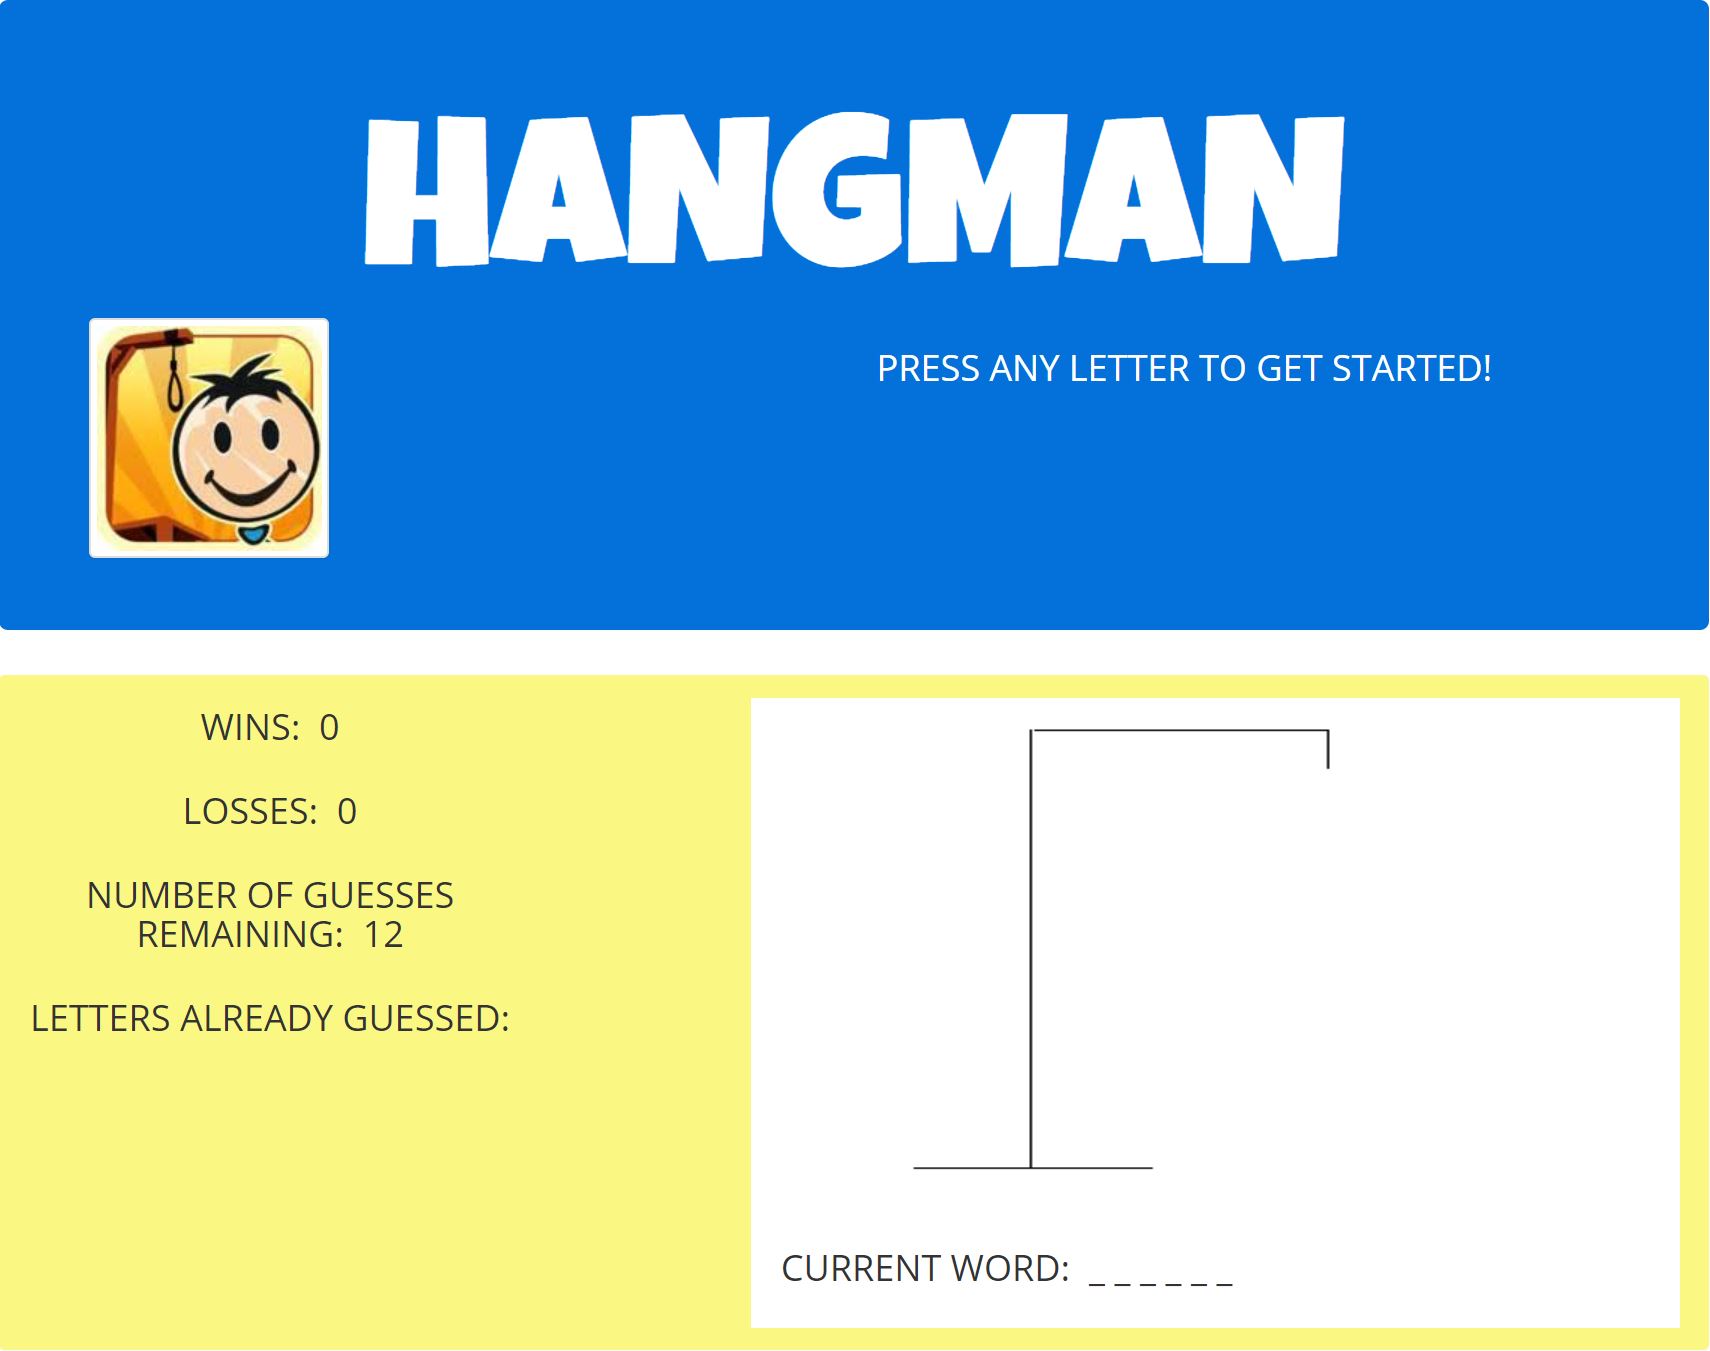 HANGMAN
PRESS ANY LETTER TO GET STARTED!
WINS: 0
LOSSES: 0
NUMBER OF GUESSES
REMAINING: 12
LETTERS ALREADY GUESSED:
CURRENT WORD: _ _ _ _ _ _